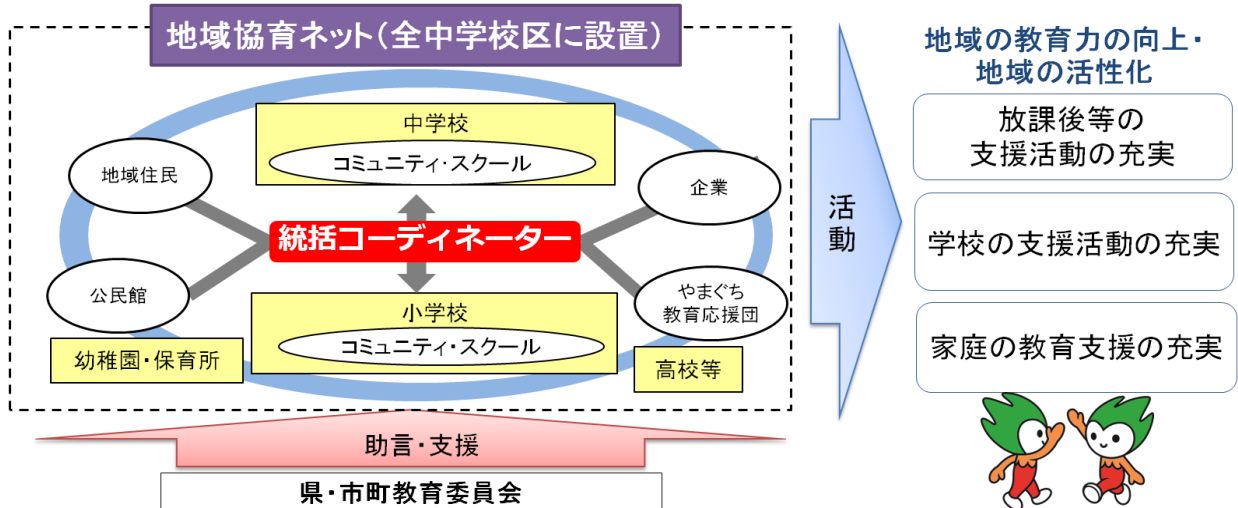 地域協育ネット（全中学校区に設置）
中学校
コミュニティ・スクール
地域住民
企業
統括コーディネーター
公民館
やまぐち
教育応援団
小学校
コミュニティ・スクール
幼稚園・保育所
高校等
助言・支援
県・市町教育委員会
活動
地域の教育力の向上・
地域の活性化
放課後等の
支援活動の充実
学校の支援活動の充実
家庭の教育支援の充実